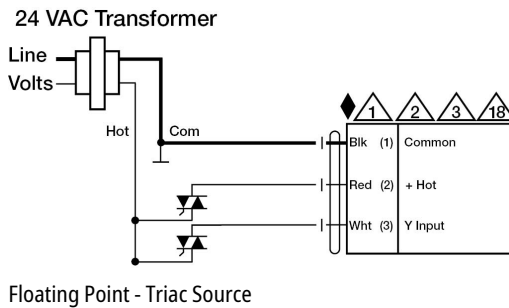 24 VAC Transformer
Line
Volts
Hot
Com
1 2 3 18
Blk (1) Common
Red (2) + Hot
Wht (3) Y Input
Floating Point - Triac Source